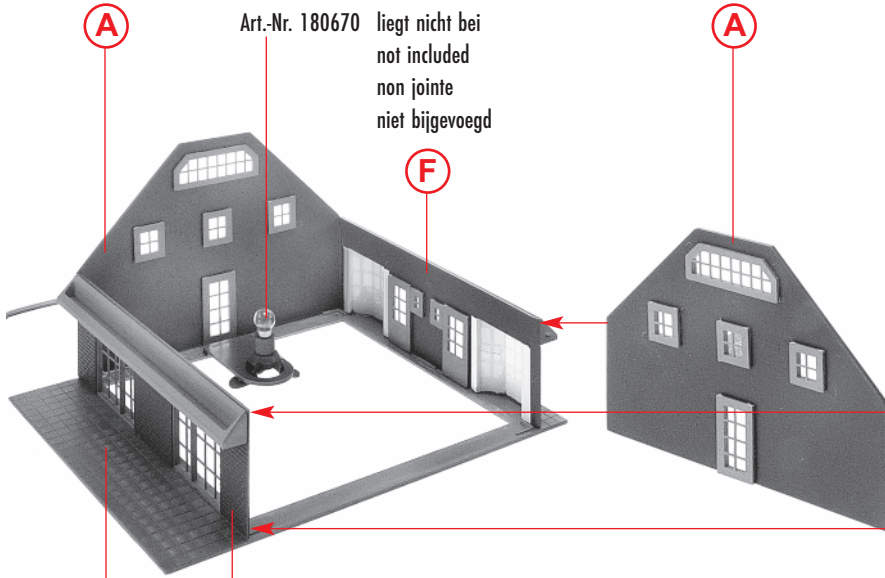 A
Art.-Nr. 180670 liegt nicht bei
not included
non jointe
niet bijgevoegd
A
F